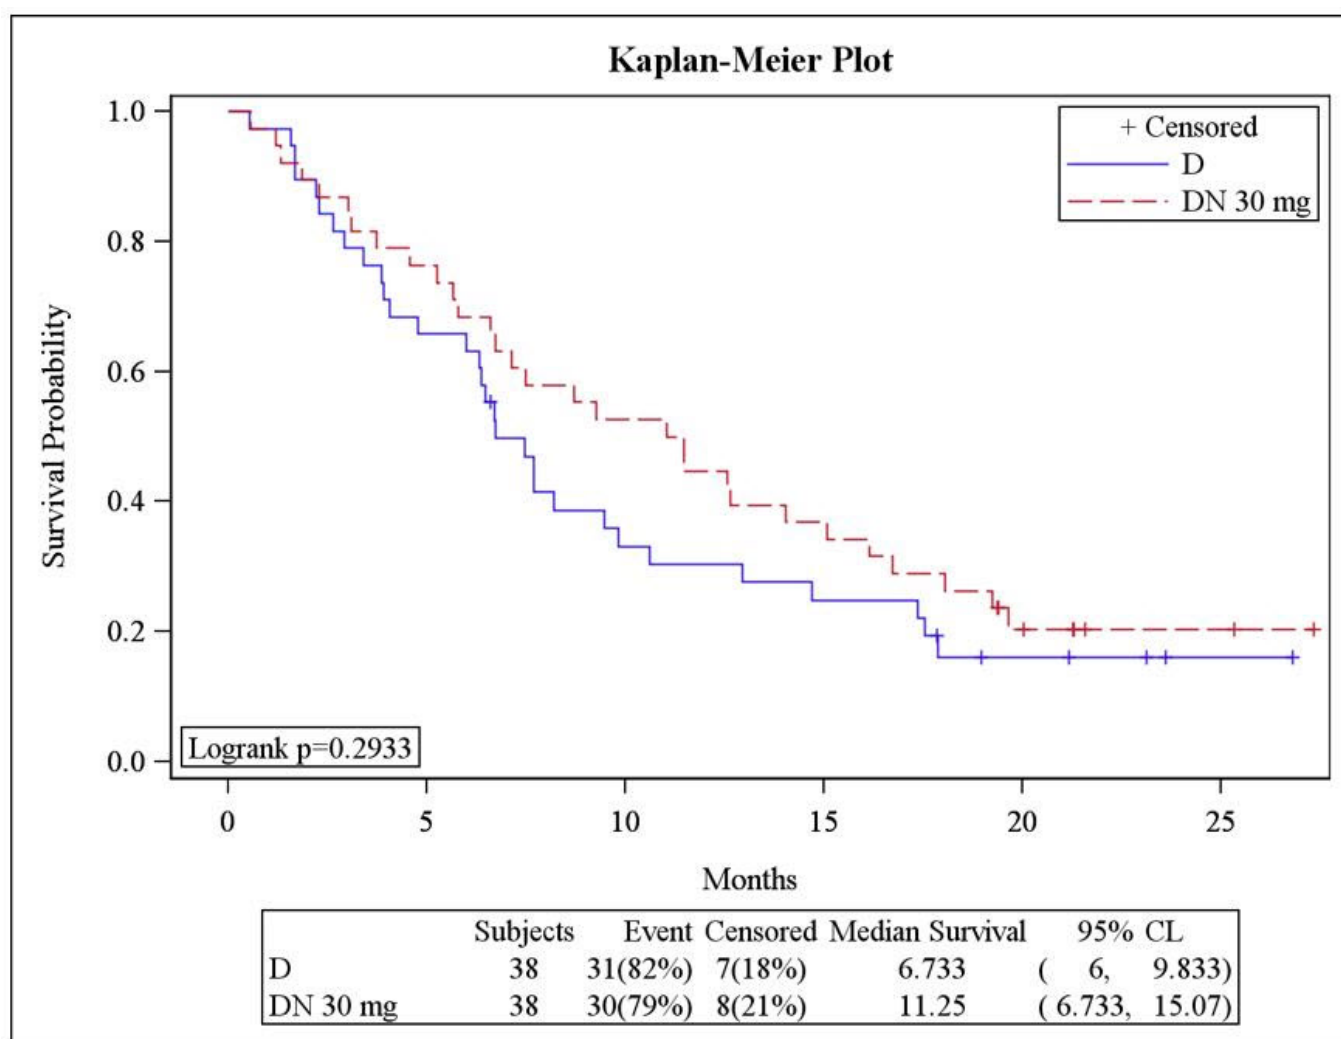 Kaplan-Meier Plot
+ Censored
D
DN 30 mg
Survival Probability
1.0
0.8
0.6
0.4
0.2
0.0
Logrank p=0.2933
0 5 10 15 20 25
Months
Subjects Event Censored Median Survival 95% CL
D 38 31(82%) 7(18%) 6.733 ( 6, 9.833)
DN 30 mg 38 30(79%) 8(21%) 11.25 ( 6.733, 15.07)